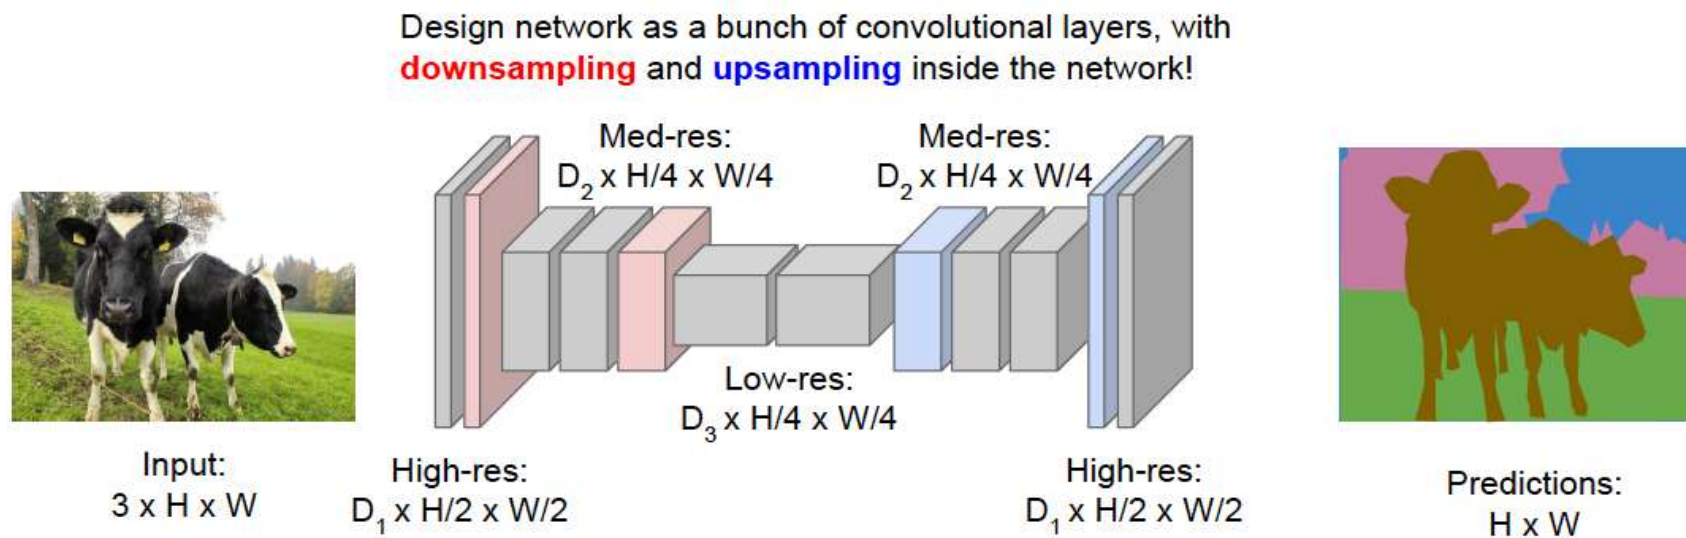 Design network as a bunch of convolutional layers, with
downsampling and upsampling inside the network!
Med-res:
D₂ x H/4 x W/4
Med-res:
D₂ x H/4 x W/4
Low-res:
D₃ x H/4 x W/4
Input:
3 x H x W
High-res:
D₁ x H/2 x W/2
High-res:
D₁ x H/2 x W/2
Predictions:
H x W